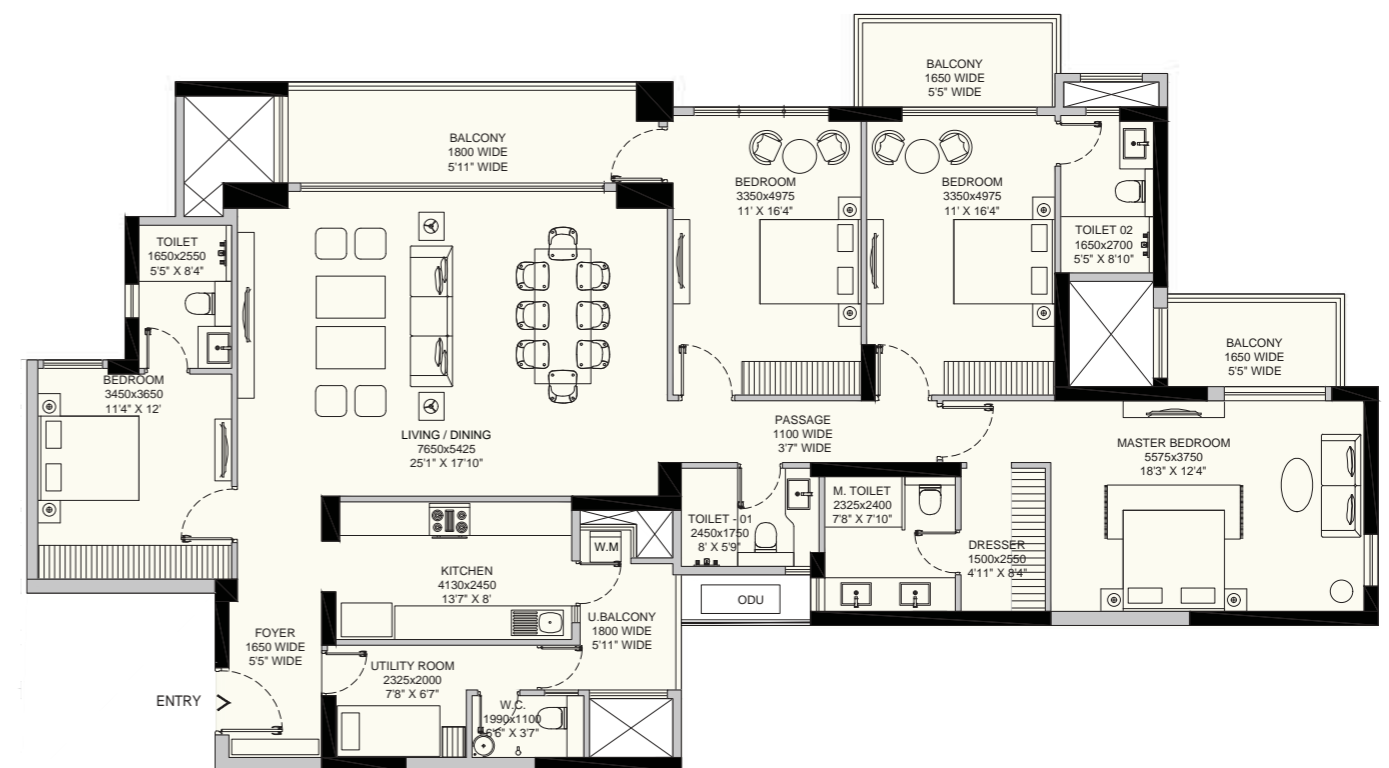 BALCONY
1650 WIDE
5'5" WIDE
BALCONY
1800 WIDE
5'11" WIDE
BEDROOM
3350x4975
11' X 16'4"
BEDROOM
3350x4975
11' X 16'4"
TOILET
1650x2550
5'5" X 8'4"
TOILET 02
1650x2700
5'5" X 8'10"
BALCONY
1650 WIDE
5'5" WIDE
BEDROOM
3450x3650
11'4" X 12'
LIVING / DINING
7650x5425
25'1" X 17'10"
PASSAGE
1100 WIDE
3'7" WIDE
MASTER BEDROOM
5575x3750
18'3" X 12'4"
TOILET - 01
2450x1750
8' X 5'9"
M. TOILET
2325x2400
7'8" X 7'10"
DRESSER
1500x2550
4'11" X 8'4"
W.M
KITCHEN
4130x2450
13'7" X 8'
ODU
U.BALCONY
1800 WIDE
5'11" WIDE
FOYER
1650 WIDE
5'5" WIDE
UTILITY ROOM
2325x2000
7'8" X 6'7"
ENTRY
W.C.
1990x1100
6'6" X 3'7"